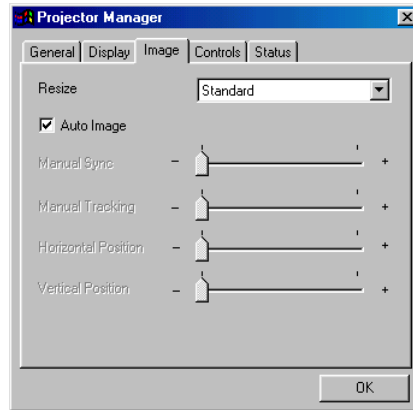 Projector Manager
General Display Image Controls Status
Resize Standard
Auto Image
Manual Sync - +
Manual Tracking - +
Horizontal Position - +
Vertical Position - +
OK